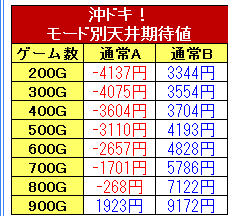 沖ドキ！
モード別天井期待値
ゲーム数 通常A 通常B
200G -4137円 3344円
300G -4075円 3554円
400G -3604円 3704円
500G -3110円 4193円
600G -2657円 4828円
700G -1701円 5786円
800G -268円 7122円
900G 1923円 9172円